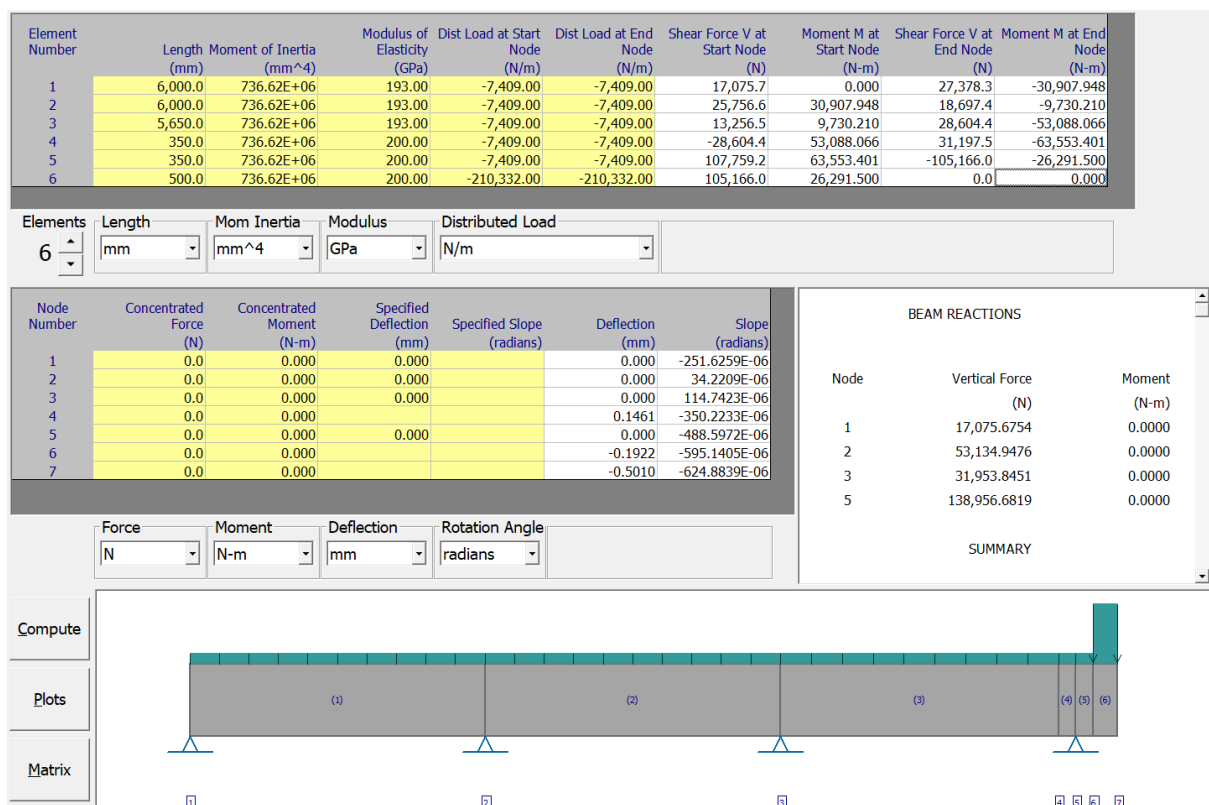 Element Number Length (mm) Moment of Inertia (mm^4) Modulus of Elasticity (GPa) Dist Load at Start Node (N/m) Dist Load at End Node (N/m) Shear Force V at Start Node (N) Moment M at Start Node (N-m) Shear Force V at End Node (N) Moment M at End Node (N-m)
1 6,000.0 736.62E+06 193.00 -7,409.00 -7,409.00 17,075.7 0.000 27,378.3 -30,907.948
2 6,000.0 736.62E+06 193.00 -7,409.00 -7,409.00 25,756.6 30,907.948 18,697.4 -9,730.210
3 5,650.0 736.62E+06 193.00 -7,409.00 -7,409.00 13,256.5 9,730.210 28,604.4 -53,088.066
4 350.0 736.62E+06 200.00 -7,409.00 -7,409.00 -28,604.4 53,088.066 31,197.5 -63,553.401
5 350.0 736.62E+06 200.00 -7,409.00 -7,409.00 107,759.2 63,553.401 -105,166.0 -26,291.500
6 500.0 736.62E+06 200.00 -210,332.00 -210,332.00 105,166.0 26,291.500 0.0 0.000
Elements Length Mom Inertia Modulus Distributed Load
6 mm mm^4 GPa N/m
Node Number Concentrated Force (N) Concentrated Moment (N-m) Specified Deflection (mm) Specified Slope (radians) Deflection (mm) Slope (radians)
1 0.0 0.000 0.000 0.000 -251.6259E-06
2 0.0 0.000 0.000 0.000 34.2209E-06
3 0.0 0.000 0.000 0.000 114.7423E-06
4 0.0 0.000 0.1461 -350.2233E-06
5 0.0 0.000 0.000 0.000 -488.5972E-06
6 0.0 0.000 -0.1922 -595.1405E-06
7 0.0 0.000 -0.5010 -624.8839E-06
Force Moment Deflection Rotation Angle
N N-m mm radians
BEAM REACTIONS
Node Vertical Force Moment
(N) (N-m)
1 17,075.6754 0.0000
2 53,134.9476 0.0000
3 31,953.8451 0.0000
5 138,956.6819 0.0000
SUMMARY
Compute
Plots
Matrix
(1) (2) (3) (4) (5) (6)
1 2 3 4 5 6 7